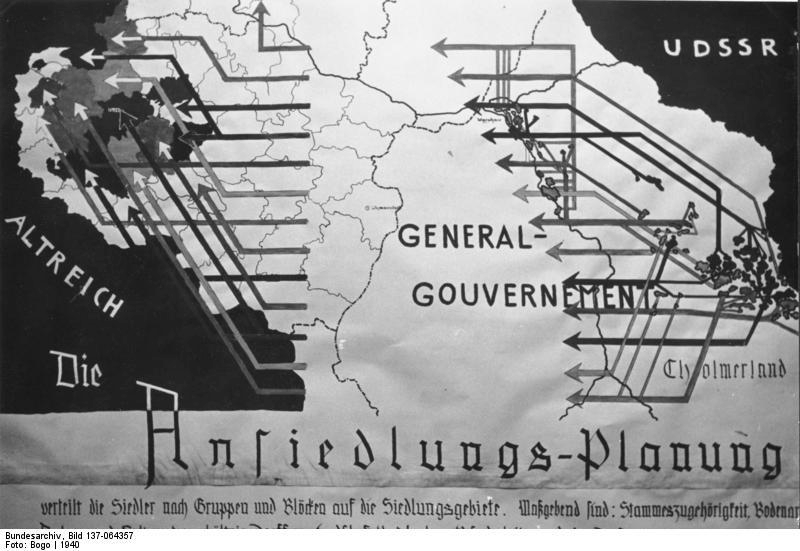 UDSSR
ALTREICH
GENERAL-
GOUVERNEMENT
Cholmerland
Die
Ansiedlungs-Planung
verteilt die Siedler nach Gruppen und Blöcken auf die Siedlungsgebiete. Maßgebend sind: Stammeszugehörigkeit, Bodenar
Bundesarchiv, Bild 137-064357
Foto: Bogo | 1940